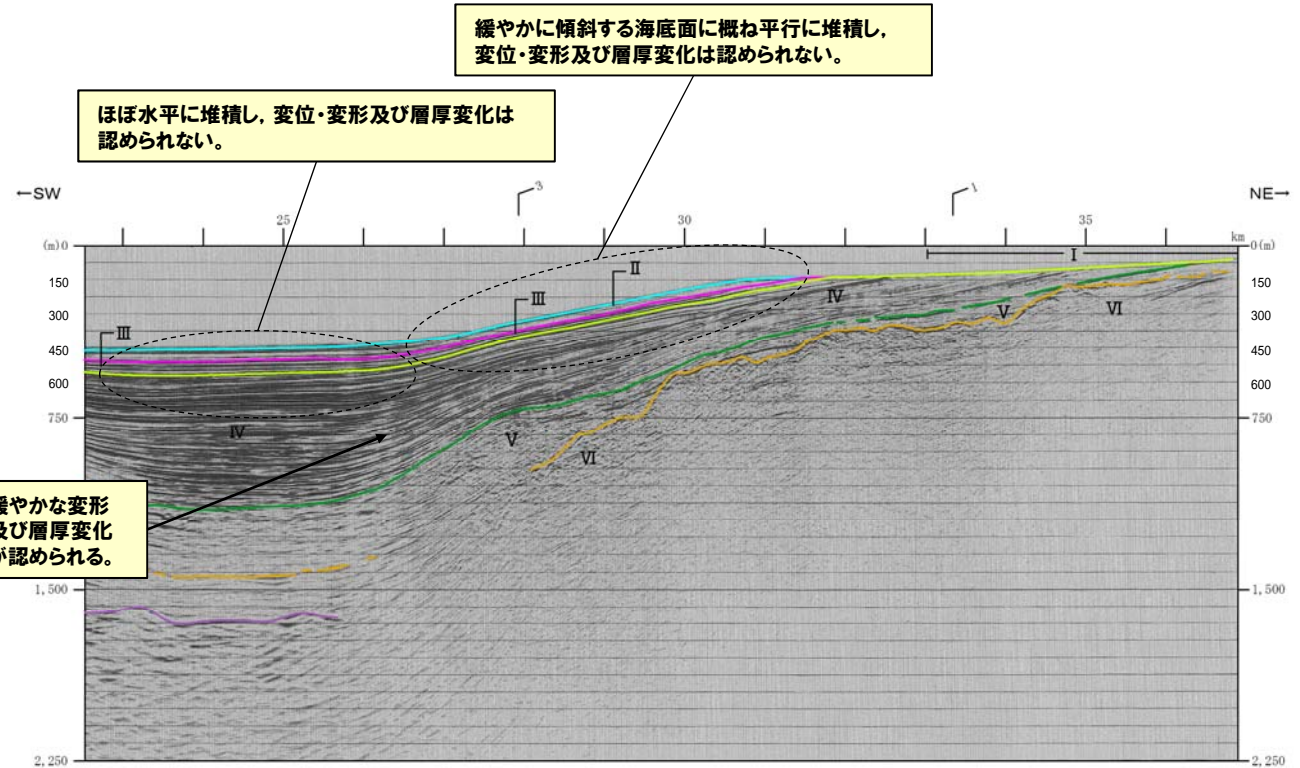 緩やかに傾斜する海底面に概ね平行に堆積し,
変位・変形及び層厚変化は認められない。
ほぼ水平に堆積し, 変位・変形及び層厚変化は
認められない。
←SW
3
1
NE→
25
30
35
km
(m) 0
0(m)
I
150
150
II
IV
V
VI
300
300
III
III
450
450
600
600
750
750
IV
V
VI
緩やかな変形
及び層厚変化
が認められる。
1,500
1,500
2,250
2,250